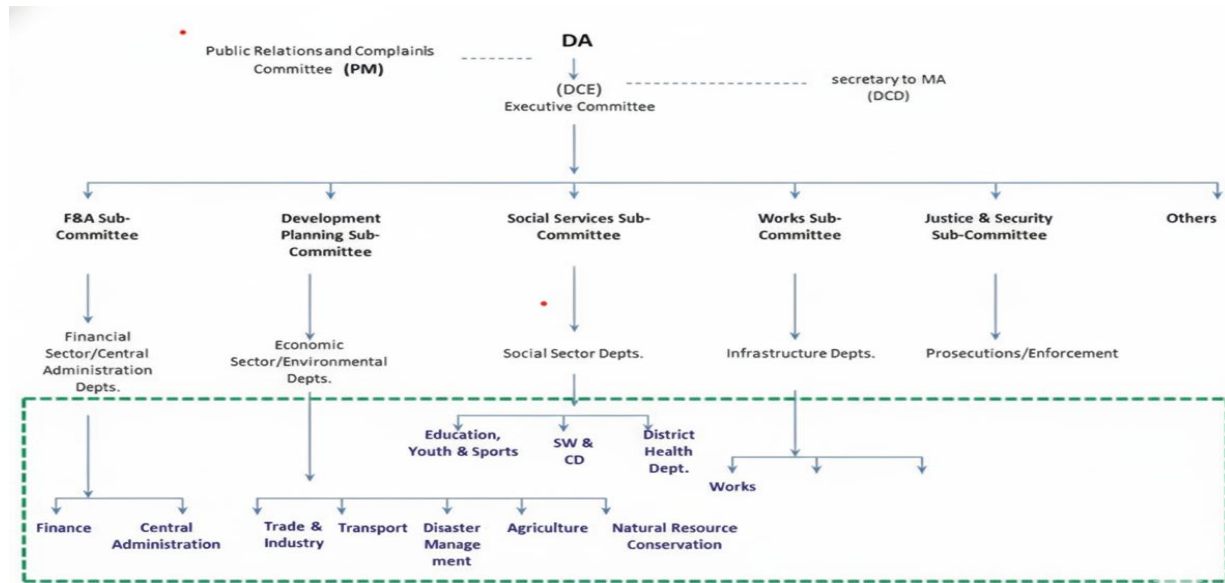 DA
Public Relations and Complainis
Committee (PM)
(DCE)
Executive Committee
secretary to MA
(DCD)
F&A Sub-
Committee
Development
Planning Sub-
Committee
Social Services Sub-
Committee
Works Sub-
Committee
Justice & Security
Sub-Committee
Others
Financial
Sector/Central
Administration
Depts.
Economic
Sector/Environmental
Depts.
Social Sector Depts.
Infrastructure Depts.
Prosecutions/Enforcement
Education,
Youth & Sports
SW &
CD
District
Health
Dept.
Works
Finance
Central
Administration
Trade &
Industry
Transport
Disaster
Manage
ment
Agriculture
Natural Resource
Conservation